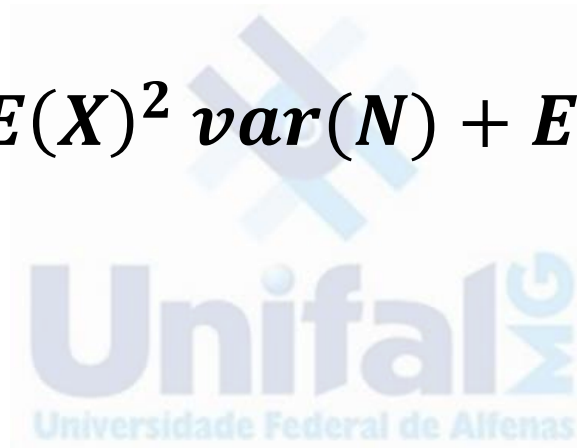 E(X)² var(N) + E
Unifal
MG
Universidade Federal de Alfenas